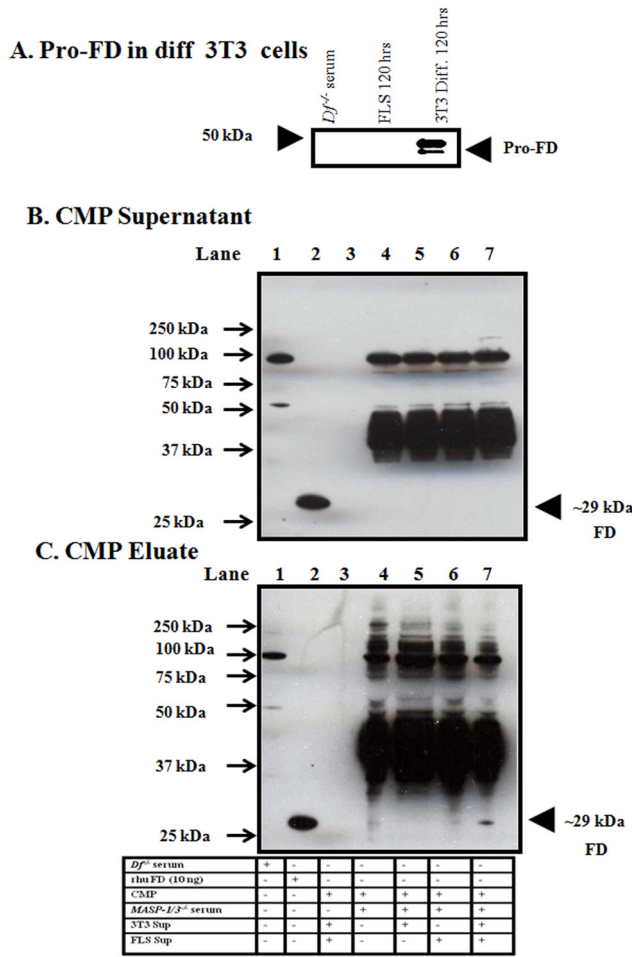 A. Pro-FD in diff 3T3 cells
Df-/- serum
FLS 120 hrs
3T3 Diff. 120 hrs
50 kDa
Pro-FD
B. CMP Supernatant
Lane 1 2 3 4 5 6 7
250 kDa
100 kDa
75 kDa
50 kDa
37 kDa
25 kDa
~29 kDa
FD
C. CMP Eluate
Lane 1 2 3 4 5 6 7
250 kDa
100 kDa
75 kDa
50 kDa
37 kDa
25 kDa
~29 kDa
FD
Df-/- serum + - - - - - -
rhu FD (10 ng) - + - - - - -
CMP - - + + + + +
MASP-1/3-/- serum - - - + + + +
3T3 Sup - - + - + - +
FLS Sup - - + - - + +